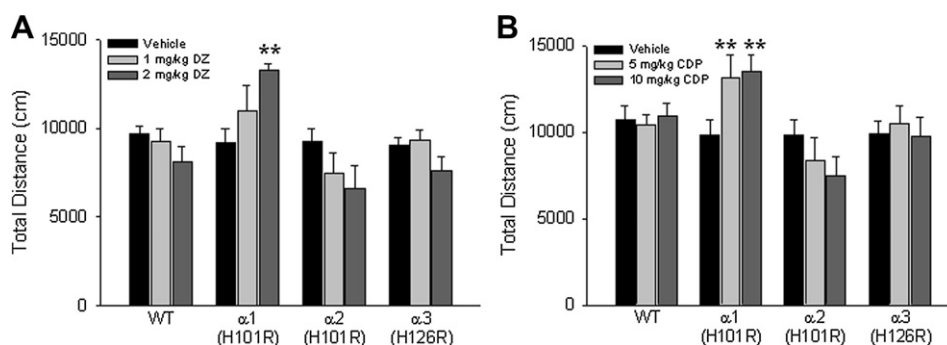 A
Total Distance (cm)
15000
10000
5000
0
Vehicle
1 mg/kg DZ
2 mg/kg DZ
**
WT
α1
(H101R)
α2
(H101R)
α3
(H126R)
B
Total Distance (cm)
15000
10000
5000
0
Vehicle
5 mg/kg CDP
10 mg/kg CDP
** **
WT
α1
(H101R)
α2
(H101R)
α3
(H126R)